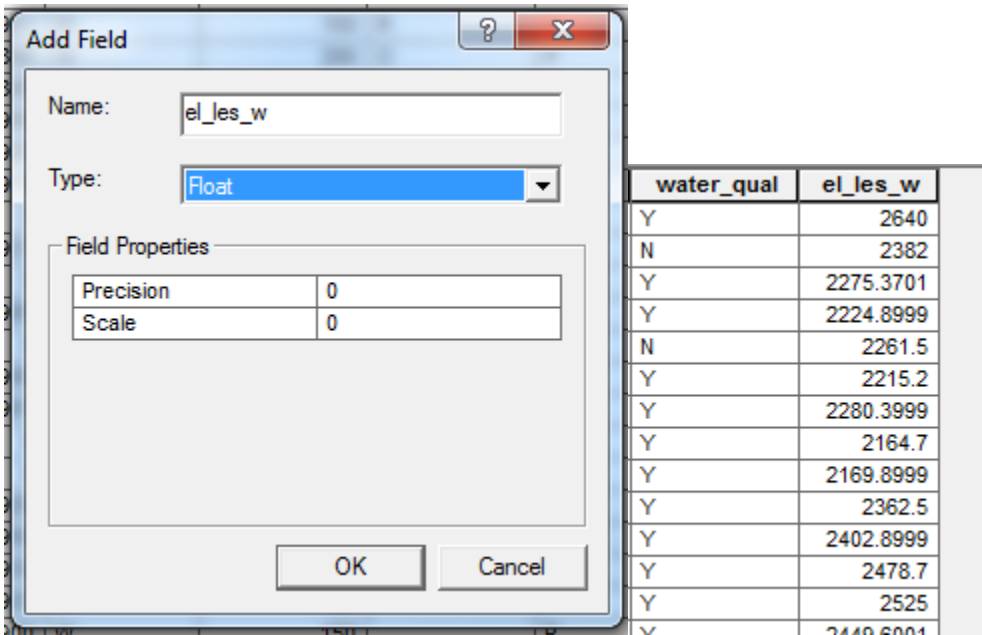 Add Field
?
X
Name: el_les_w
Type: Float
Field Properties
Precision 0
Scale 0
OK Cancel
water_qual el_les_w
Y 2640
N 2382
Y 2275.3701
Y 2224.8999
N 2261.5
Y 2215.2
Y 2280.3999
Y 2164.7
Y 2169.8999
Y 2362.5
Y 2402.8999
Y 2478.7
Y 2525
Y 2449.6001